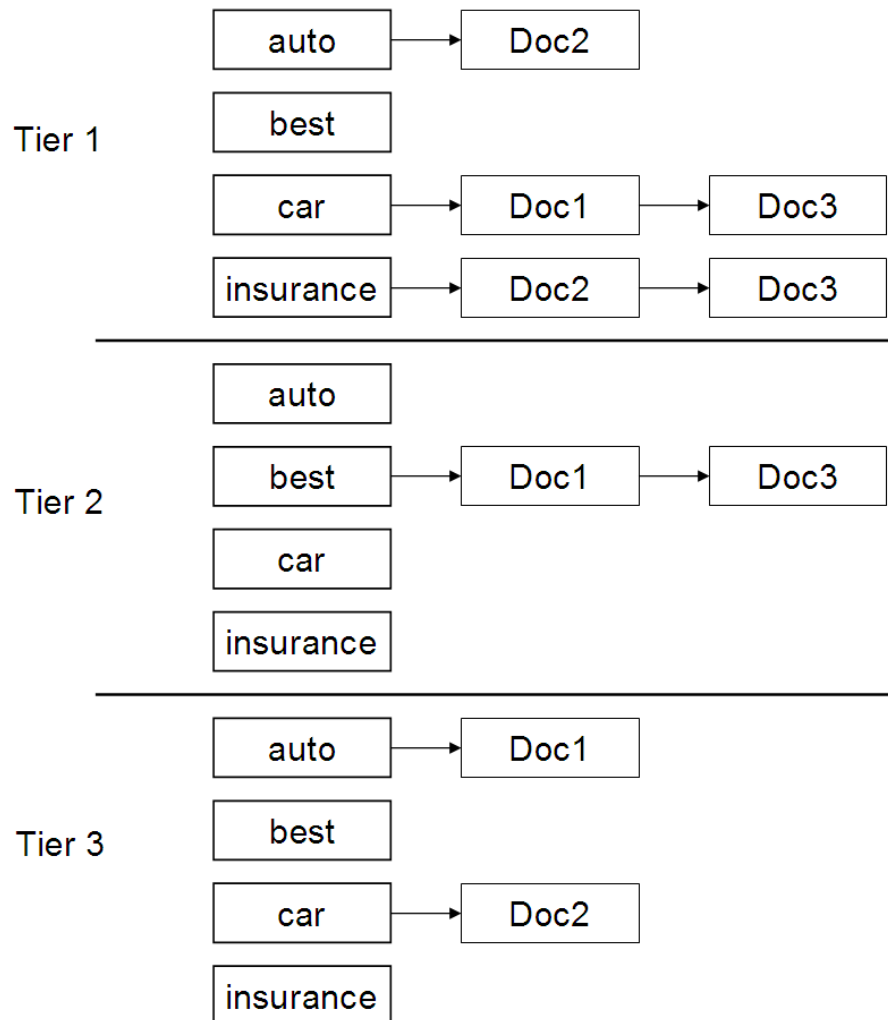 auto Doc2
Tier 1
best
car Doc1 Doc3
insurance Doc2 Doc3
auto
Tier 2
best Doc1 Doc3
car
insurance
auto Doc1
Tier 3
best
car Doc2
insurance